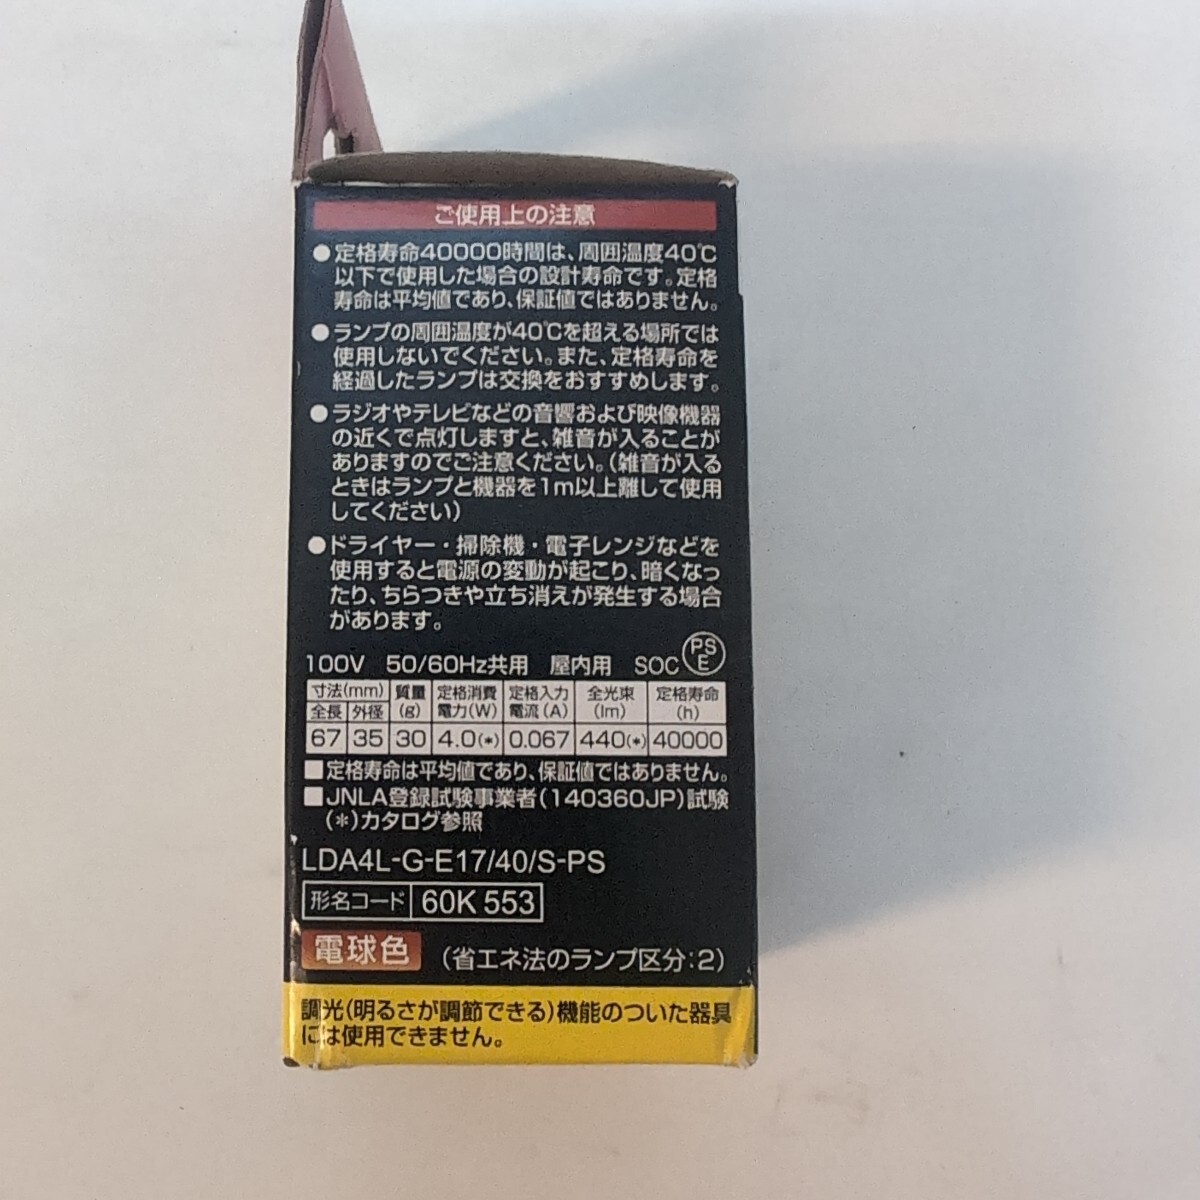 ご使用上の注意
●定格寿命40000時間は、周囲温度40℃
以下で使用した場合の設計寿命です。定格
寿命は平均値であり、保証値ではありません。
●ランプの周囲温度が40℃を超える場所では
使用しないでください。また、定格寿命を
経過したランプは交換をおすすめします。
●ラジオやテレビなどの音響および映像機器
の近くで点灯しますと、雑音が入ることが
ありますのでご注意ください。(雑音が入る
ときはランプと機器を1m以上離して使用
してください)
●ドライヤー・掃除機・電子レンジなどを
使用すると電源の変動が起こり、暗くなっ
たり、ちらつきや立ち消えが発生する場合
があります。
100V 50/60Hz共用 屋内用 SOC PSE
寸法(mm) 質量(g) 定格消費電力(W) 定格入力電流(A) 全光束(lm) 定格寿命(h)
全長 外径
67 35 30 4.0(*) 0.067 440(*) 40000
■定格寿命は平均値であり、保証値ではありません。
■JNLA登録試験事業者(140360JP)試験
(*)カタログ参照
LDA4L-G-E17/40/S-PS
形名コード 60K 553
電球色 (省エネ法のランプ区分:2)
調光(明るさが調節できる)機能のついた器具
には使用できません。